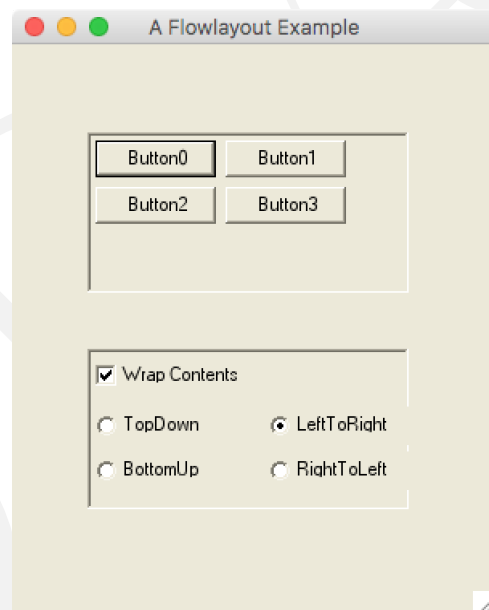 A Flowlayout Example
Button0 Button1
Button2 Button3
Wrap Contents
TopDown LeftToRight
BottomUp RightToLeft